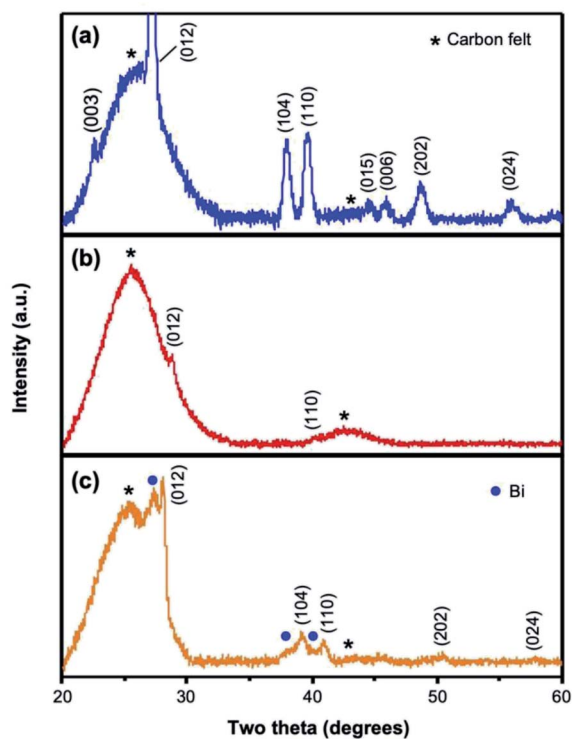 (a)
* Carbon felt
*
(012)
(003)
(104)
(110)
*
(015)
(006)
(202)
(024)
(b)
*
(012)
(110)
*
(c)
Bi
*
(012)
(104)
(110)
*
(202)
(024)
Intensity (a.u.)
20 30 40 50 60
Two theta (degrees)